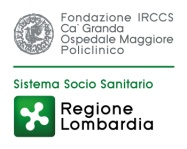 Fondazione IRCCS
Ca' Granda
Ospedale Maggiore
Policlinico
Sistema Socio Sanitario
Regione
Lombardia